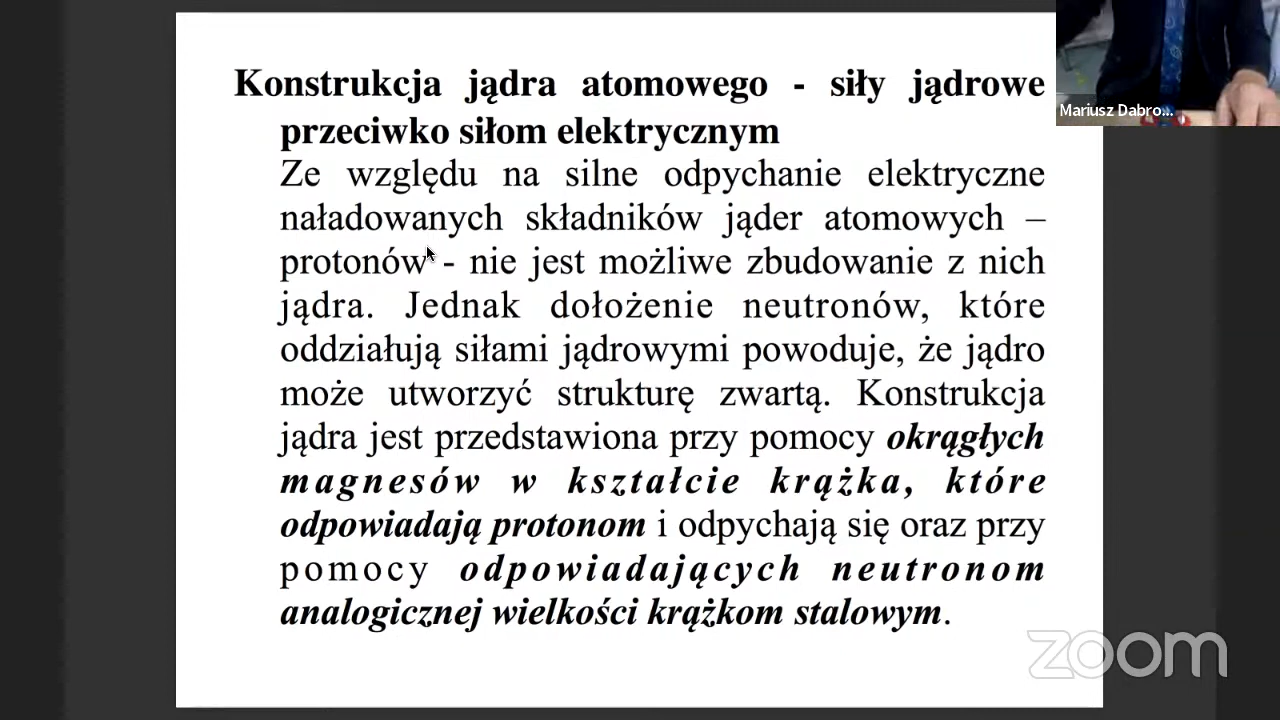 Konstrukcja jądra atomowego - siły jądrowe
przeciwko siłom elektrycznym
Ze względu na silne odpychanie elektryczne
naładowanych składników jąder atomowych –
protonów - nie jest możliwe zbudowanie z nich
jądra. Jednak dołożenie neutronów, które
oddziałują siłami jądrowymi powoduje, że jądro
może utworzyć strukturę zwartą. Konstrukcja
jądra jest przedstawiona przy pomocy okrągłych
magnesów w kształcie krążka, które
odpowiadają protonom i odpychają się oraz przy
pomocy odpowiadających neutronom
analogicznej wielkości krążkom stalowym.
Mariusz Dabro...
zoom